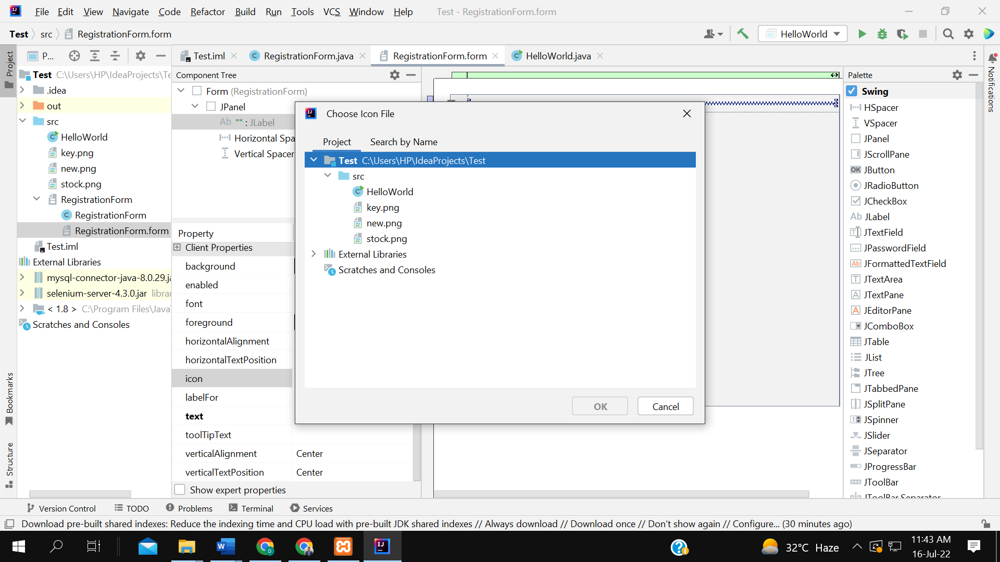 File Edit View Navigate Code Refactor Build Run Tools VCS Window Help Test - RegistrationForm.form
Test src RegistrationForm.form HelloWorld
Project
P...
Test.iml RegistrationForm.java RegistrationForm.form HelloWorld.java
Test C:\Users\HP\IdeaProjects\Te
.idea
out
src
HelloWorld
key.png
new.png
stock.png
RegistrationForm
RegistrationForm
RegistrationForm.form
Test.iml
External Libraries
mysql-connector-java-8.0.29.ja
selenium-server-4.3.0.jar librar
< 1.8 > C:\Program Files\Java\
Scratches and Consoles
Bookmarks
Structure
Component Tree
Form (RegistrationForm)
JPanel
Ab "" : JLabel
Horizontal Spa
Vertical Spacer
Property
Client Properties
background
enabled
font
foreground
horizontalAlignment
horizontalTextPosition
icon
labelFor
text
toolTipText
verticalAlignment Center
verticalTextPosition Center
Show expert properties
Choose Icon File
Project Search by Name
Test C:\Users\HP\IdeaProjects\Test
src
HelloWorld
key.png
new.png
stock.png
External Libraries
Scratches and Consoles
OK Cancel
Palette
Swing
HSpacer
VSpacer
JPanel
JScrollPane
OK JButton
JRadioButton
JCheckBox
Ab JLabel
JTextField
JPasswordField
Ab JFormattedTextField
JTextArea
JTextPane
JEditorPane
JComboBox
JTable
JList
JTree
JTabbedPane
JSplitPane
JSpinner
JSlider
JSeparator
JProgressBar
JToolBar
JToolBar Separator
Notifications
Version Control TODO Problems Terminal Services
Download pre-built shared indexes: Reduce the indexing time and CPU load with pre-built JDK shared indexes // Always download // Download once // Don't show again // Configure... (30 minutes ago)
32°C Haze
11:43 AM
16-Jul-22